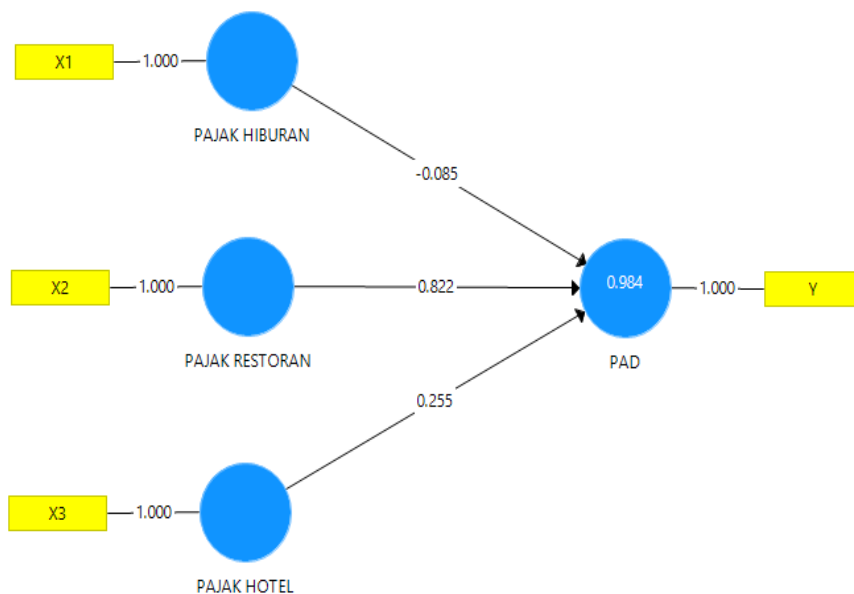 X1
1.000
PAJAK HIBURAN
-0.085
X2
1.000
0.822
0.984
1.000
Y
PAJAK RESTORAN
PAD
0.255
X3
1.000
PAJAK HOTEL